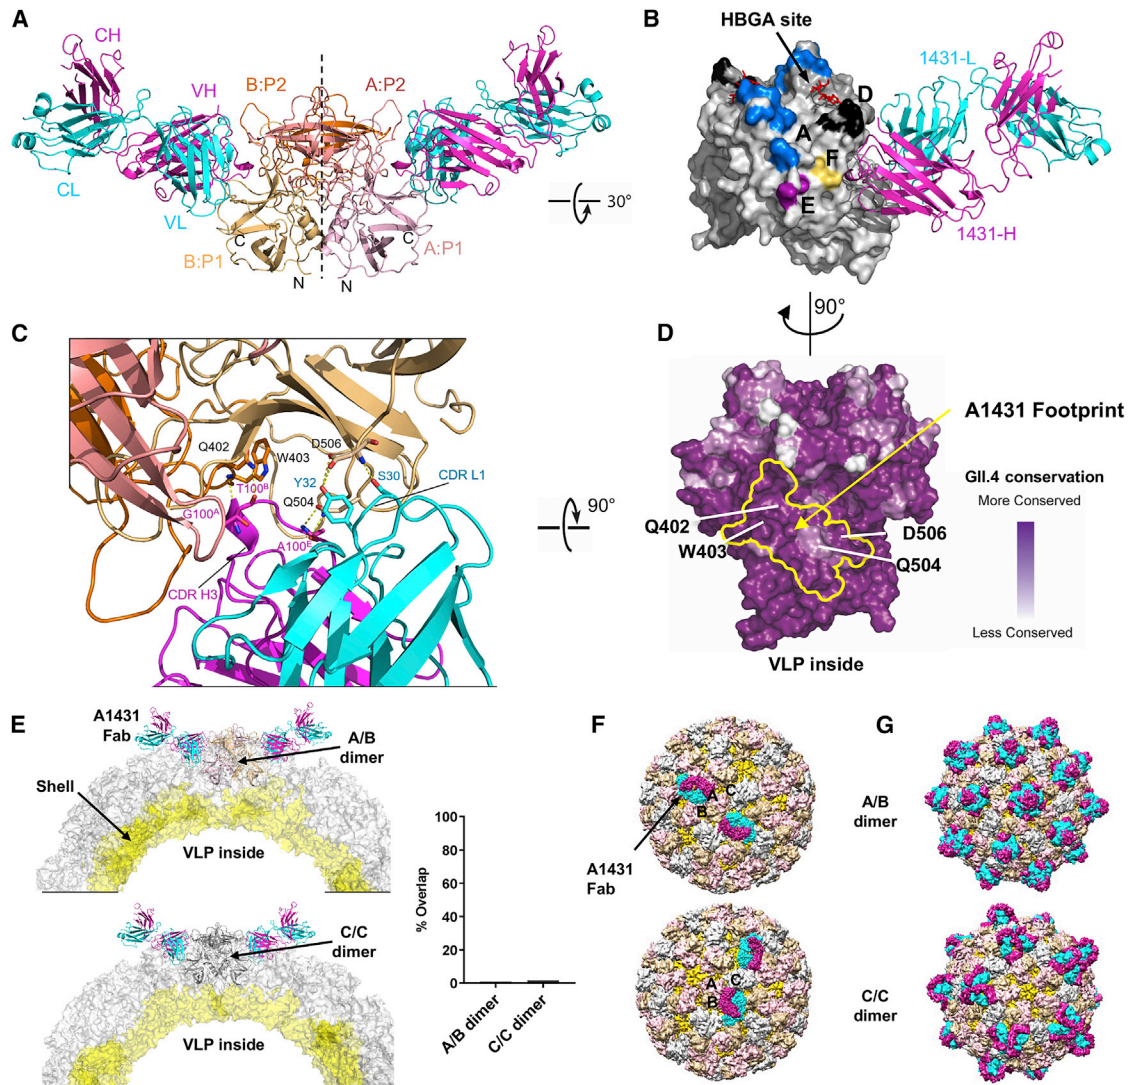 A
CH
VH
B:P2
A:P2
CL
VL
C
C
B:P1
A:P1
N
N
30°
B
HBGA site
1431-L
D
A
F
E
1431-H
90°
C
Q402
W403
D506
T100B
Y32
S30
CDR L1
Q504
G100A
A100E
CDR H3
90°
D
A1431 Footprint
GII.4 conservation
More Conserved
Q402
W403
D506
Q504
Less Conserved
VLP inside
E
A1431
Fab
A/B
dimer
Shell
VLP inside
C/C
dimer
VLP inside
% Overlap
100
80
60
40
20
0
A/B dimer
C/C dimer
F
A
C
B
A1431
Fab
A
C
B
G
A/B
dimer
C/C
dimer